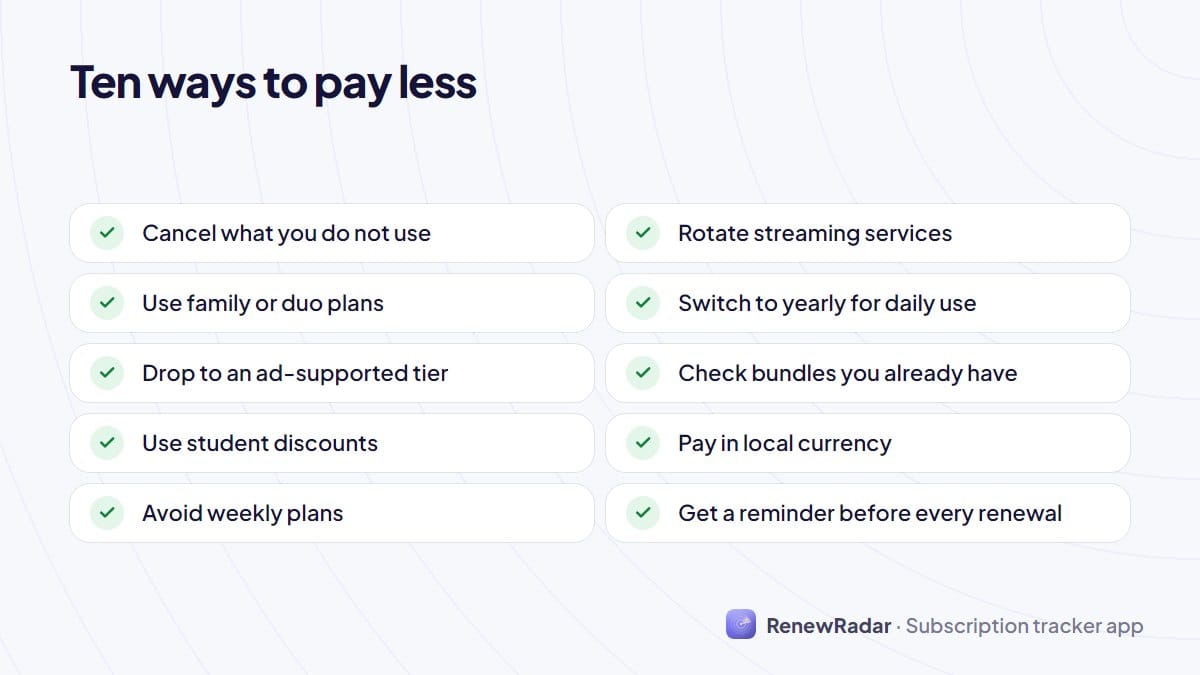 Ten ways to pay less
Cancel what you do not use
Rotate streaming services
Use family or duo plans
Switch to yearly for daily use
Drop to an ad-supported tier
Check bundles you already have
Use student discounts
Pay in local currency
Avoid weekly plans
Get a reminder before every renewal
RenewRadar · Subscription tracker app